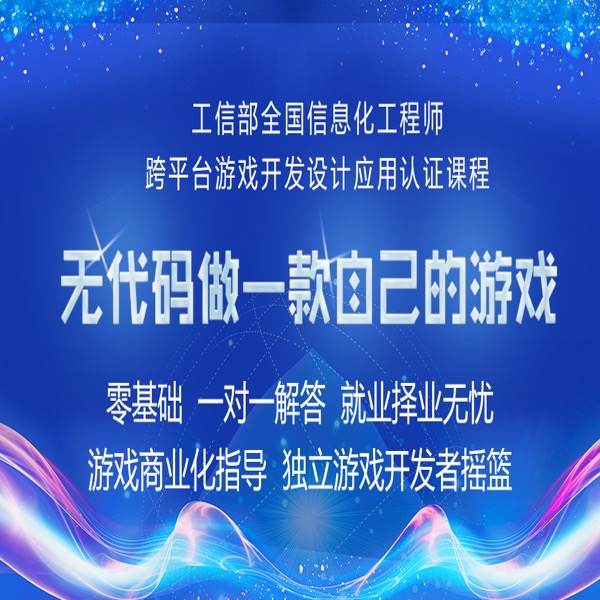 工信部全国信息化工程师
跨平台游戏开发设计应用认证课程
无代码做一款自己的游戏
零基础 一对一解答 就业择业无忧
游戏商业化指导 独立游戏开发者摇篮